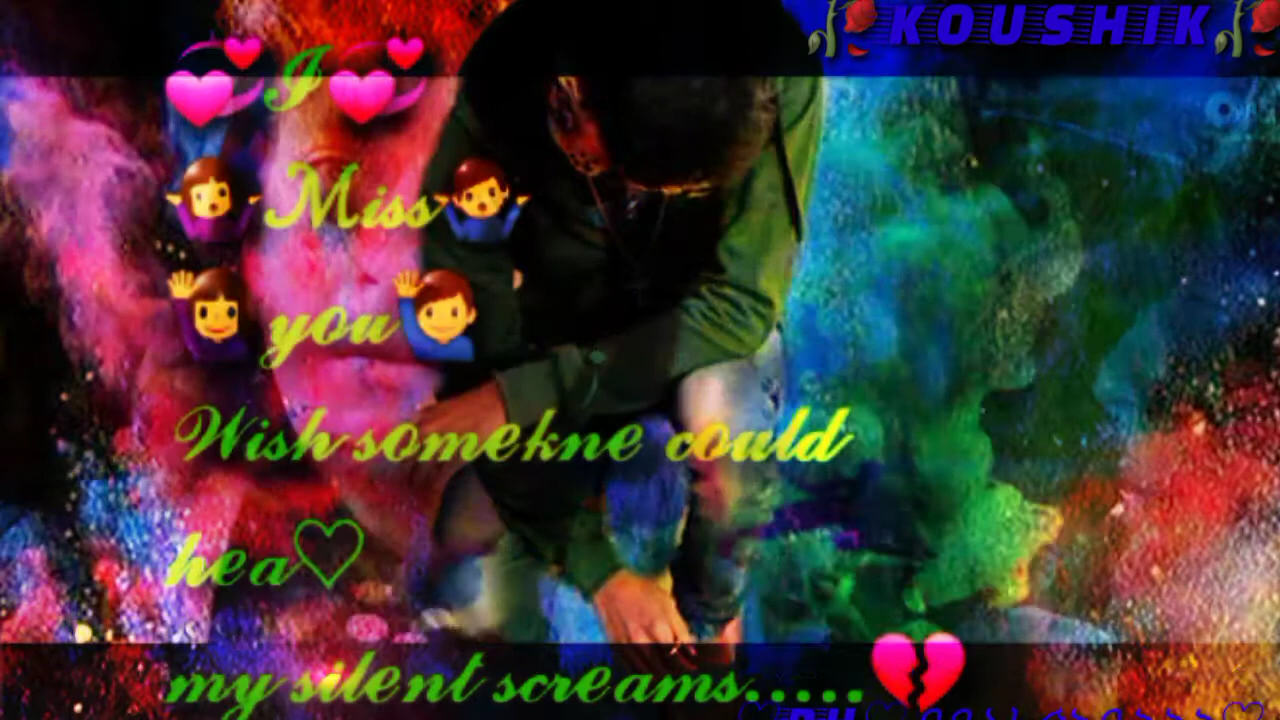 🥀KOUSHIK🥀
💞I💞
🤷‍♀️Miss🤷‍♂️
🙋‍♀️you🙋‍♂️
Wish somekne could
hea♡
my silent screams.....💔